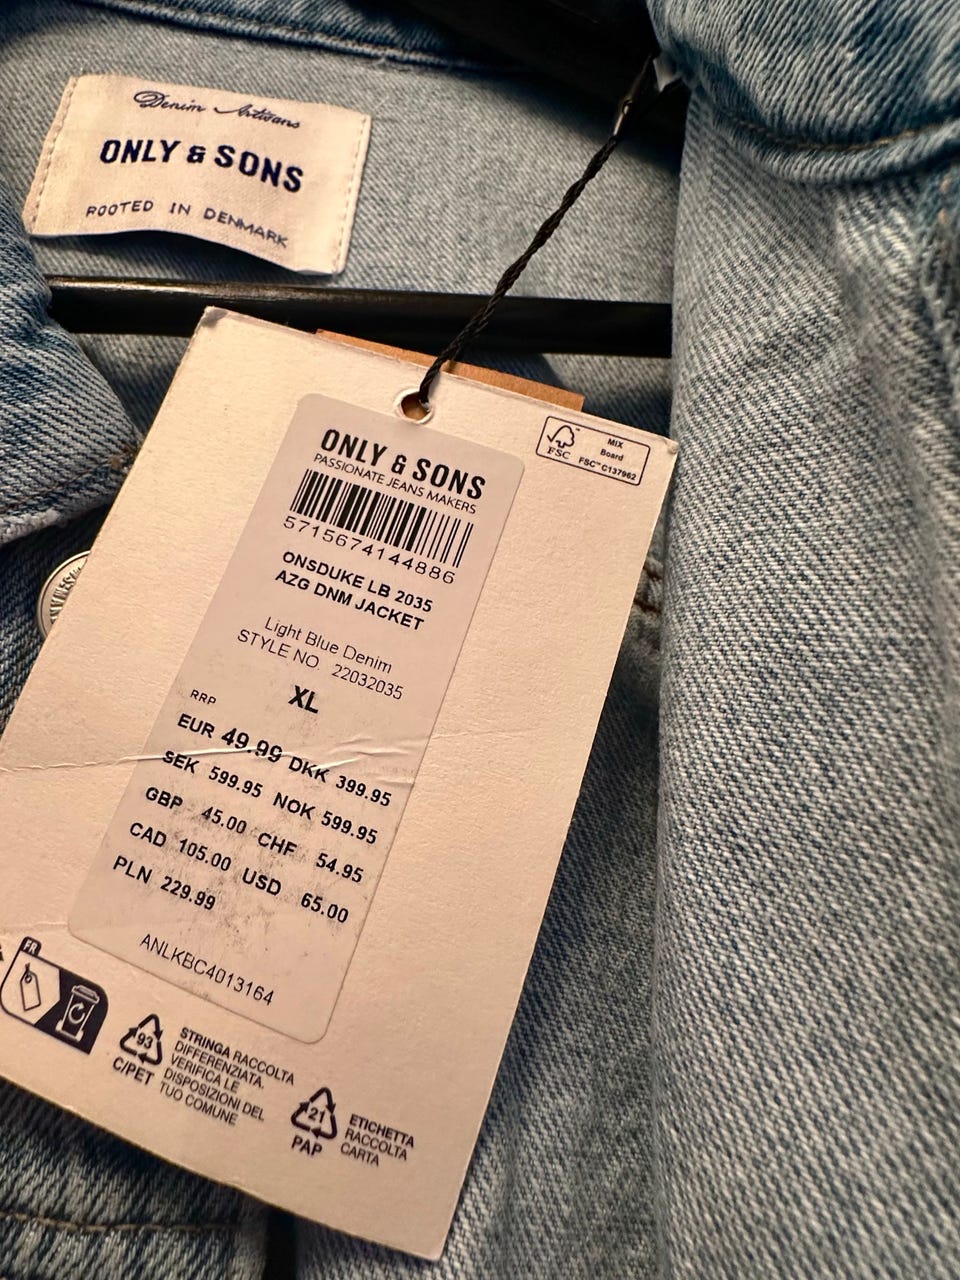 Denim Artisans
ONLY & SONS
ROOTED IN DENMARK
MIX
Board
FSC™ C137962
FSC™
ONLY & SONS
PASSIONATE JEANS MAKERS
5715674144886
ONSDUKE LB 2035
AZG DNM JACKET
Light Blue Denim
STYLE NO. 22032035
XL
RRP
EUR 49.99 DKK 399.95
SEK 599.95 NOK 599.95
GBP 45.00 CHF 54.95
CAD 105.00 USD 65.00
PLN 229.99
ANLKBC4013164
FR
93
C/PET
STRINGA RACCOLTA
DIFFERENZIATA.
VERIFICA LE
DISPOSIZIONI DEL
TUO COMUNE
21
PAP
ETICHETTA
RACCOLTA
CARTA